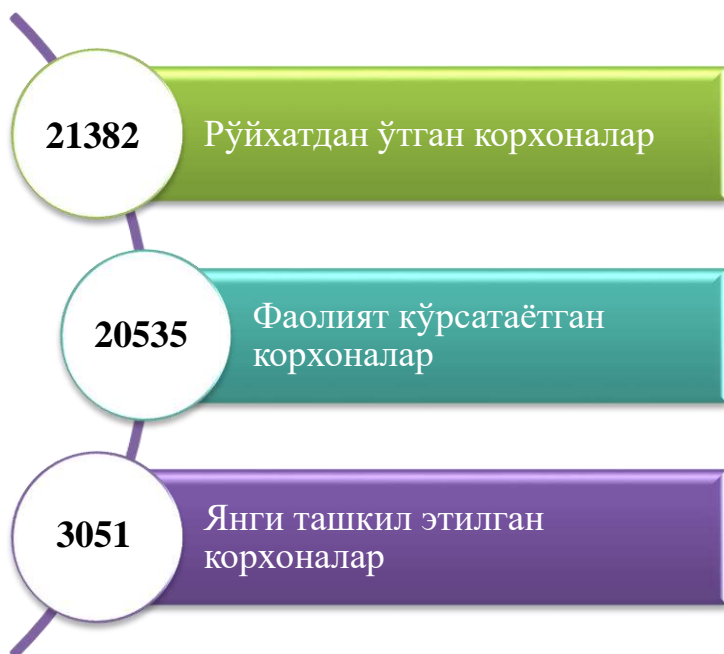 21382
Рўйхатдан ўтган корхоналар
20535
Фаолият кўрсатаётган
корхоналар
3051
Янги ташкил этилган
корхоналар